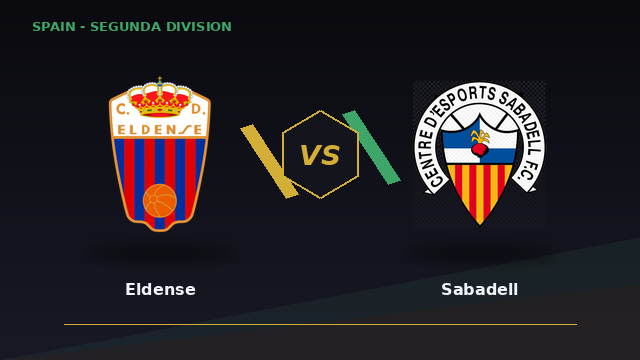 SPAIN - SEGUNDA DIVISION
C. D.
ELDENSE
CENTRE D'ESPORTS SABADELL F.C.
VS
Eldense
Sabadell